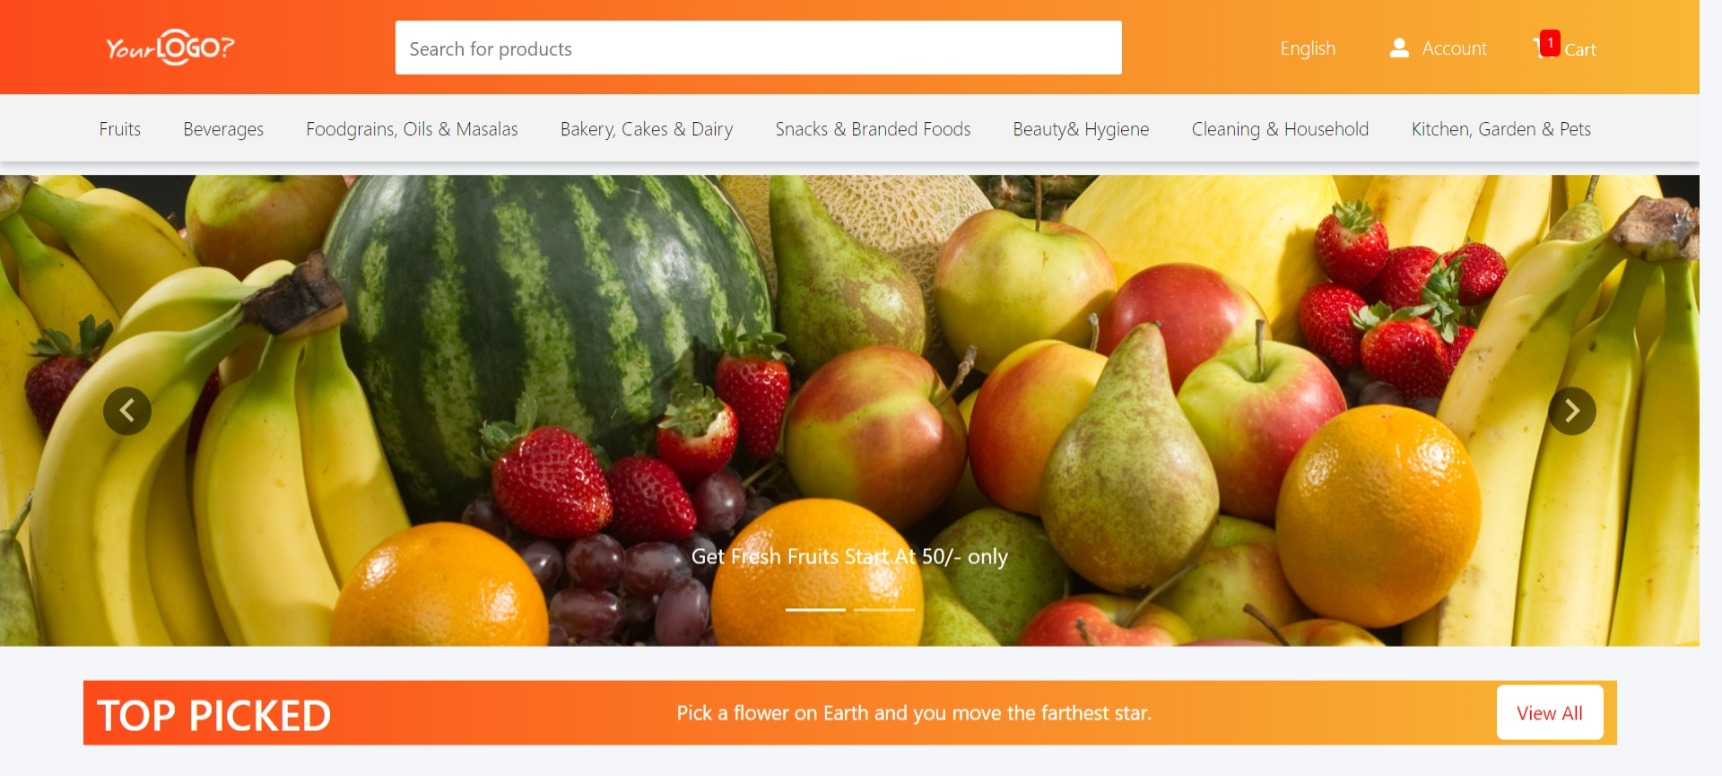 YourLOGO?
Search for products
English
Account
1
Cart
Fruits
Beverages
Foodgrains, Oils & Masalas
Bakery, Cakes & Dairy
Snacks & Branded Foods
Beauty& Hygiene
Cleaning & Household
Kitchen, Garden & Pets
Get Fresh Fruits Start At 50/- only
TOP PICKED
Pick a flower on Earth and you move the farthest star.
View All